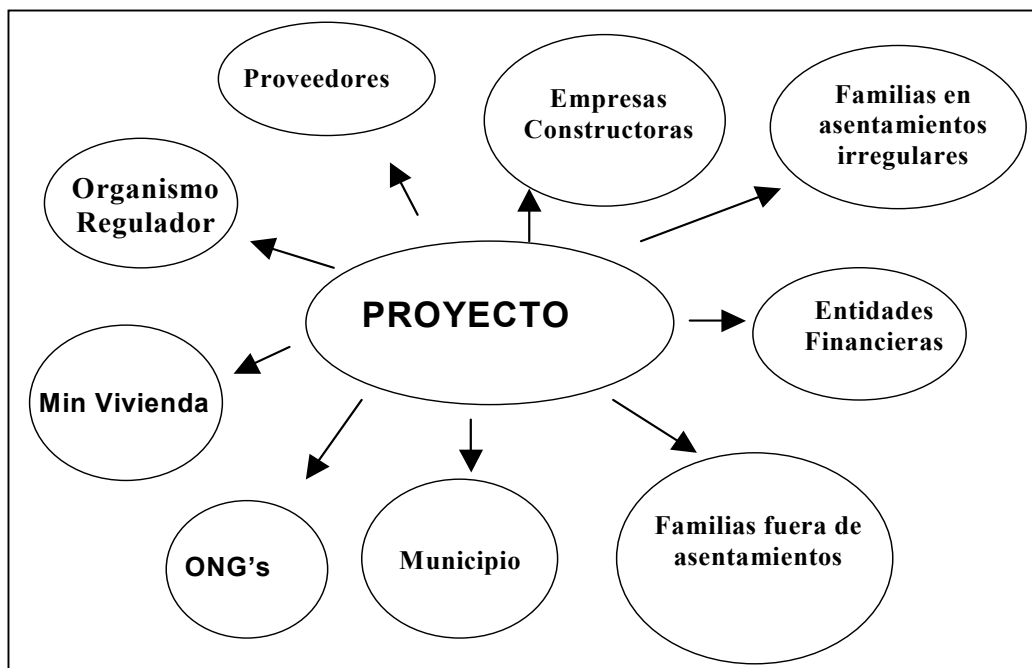 Proveedores
Empresas
Constructoras
Familias en
asentamientos
irregulares
Organismo
Regulador
PROYECTO
Entidades
Financieras
Min Vivienda
ONG’s
Municipio
Familias fuera de
asentamientos